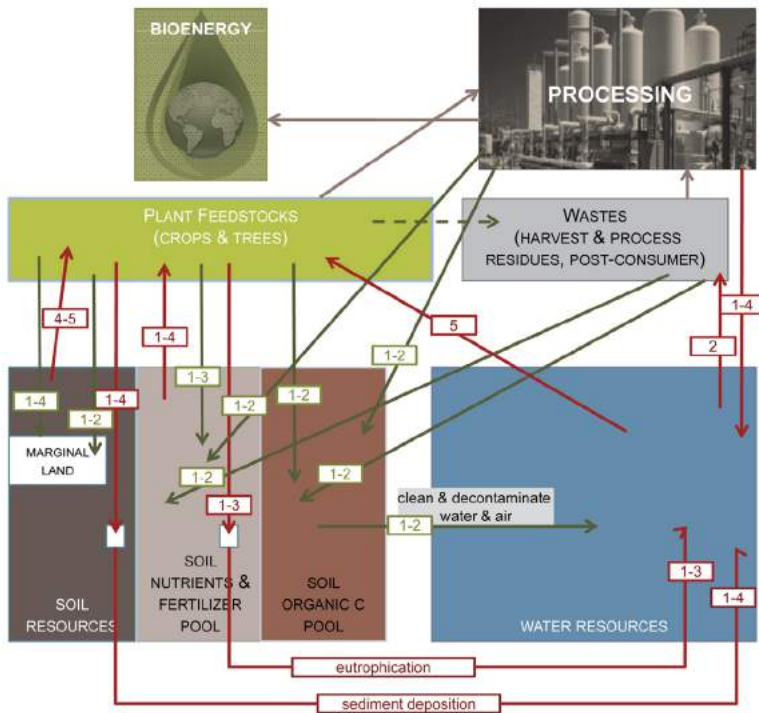 BIOENERGY
PROCESSING
PLANT FEEDSTOCKS
(CROPS & TREES)
WASTES
(HARVEST & PROCESS
RESIDUES, POST-CONSUMER)
4-5
1-4
5
2
1-4
1-2
1-3
1-4
1-2
1-4
1-2
1-2
MARGINAL
LAND
1-2
1-2
1-3
clean & decontaminate
water & air
1-2
1-3
1-4
SOIL
RESOURCES
SOIL
NUTRIENTS &
FERTILIZER
POOL
SOIL
ORGANIC C
POOL
WATER RESOURCES
eutrophication
sediment deposition